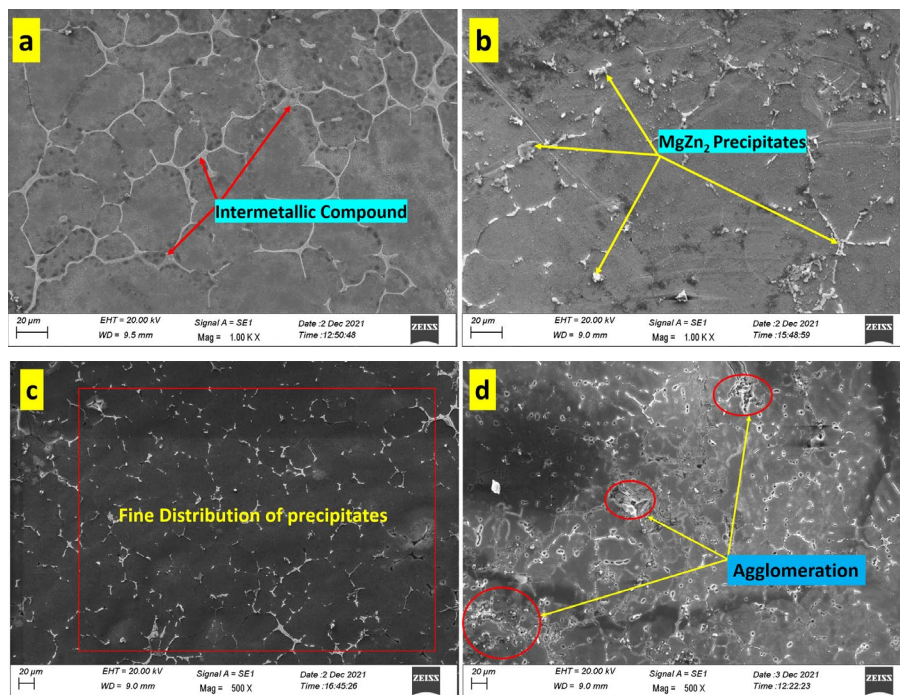 a
Intermetallic Compound
20 µm
EHT = 20.00 kV
WD = 9.5 mm
Signal A = SE1
Mag = 1.00 K X
Date :2 Dec 2021
Time :12:50:48
ZEISS
b
MgZn₂ Precipitates
20 µm
EHT = 20.00 kV
WD = 9.0 mm
Signal A = SE1
Mag = 1.00 K X
Date :2 Dec 2021
Time :15:48:59
ZEISS
c
Fine Distribution of precipitates
20 µm
EHT = 20.00 kV
WD = 9.0 mm
Signal A = SE1
Mag = 500 X
Date :2 Dec 2021
Time :16:45:26
ZEISS
d
Agglomeration
20 µm
EHT = 20.00 kV
WD = 9.0 mm
Signal A = SE1
Mag = 500 X
Date :3 Dec 2021
Time :12:22:23
ZEISS